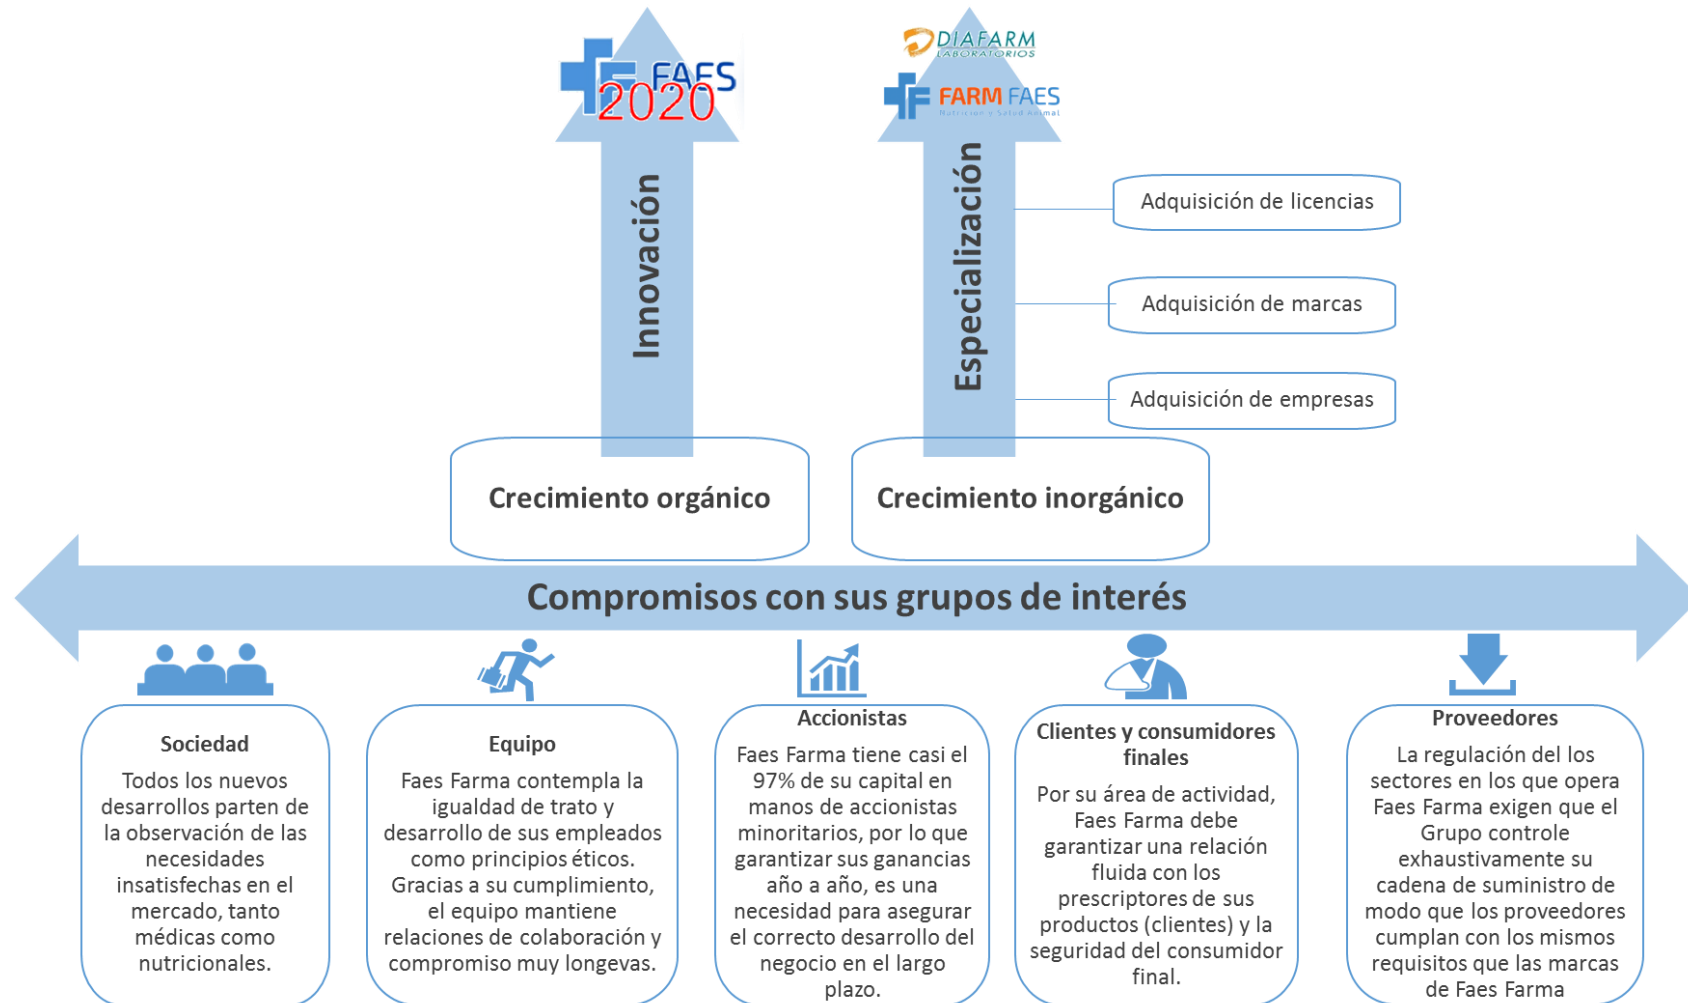 FAES
2020
DIAFARM
LABORATORIOS
FARM FAES
Nutrición y Salud Animal
Innovación
Especialización
Adquisición de licencias
Adquisición de marcas
Adquisición de empresas
Crecimiento orgánico
Crecimiento inorgánico
Compromisos con sus grupos de interés
Sociedad
Todos los nuevos
desarrollos parten de
la observación de las
necesidades
insatisfechas en el
mercado, tanto
médicas como
nutricionales.
Equipo
Faes Farma contempla la
igualdad de trato y
desarrollo de sus empleados
como principios éticos.
Gracias a su cumplimiento,
el equipo mantiene
relaciones de colaboración y
compromiso muy longevas.
Accionistas
Faes Farma tiene casi el
97% de su capital en
manos de accionistas
minoritarios, por lo que
garantizar sus ganancias
año a año, es una
necesidad para asegurar
el correcto desarrollo del
negocio en el largo
plazo.
Clientes y consumidores
finales
Por su área de actividad,
Faes Farma debe
garantizar una relación
fluida con los
prescriptores de sus
productos (clientes) y la
seguridad del consumidor
final.
Proveedores
La regulación del los
sectores en los que opera
Faes Farma exigen que el
Grupo controle
exhaustivamente su
cadena de suministro de
modo que los proveedores
cumplan con los mismos
requisitos que las marcas
de Faes Farma